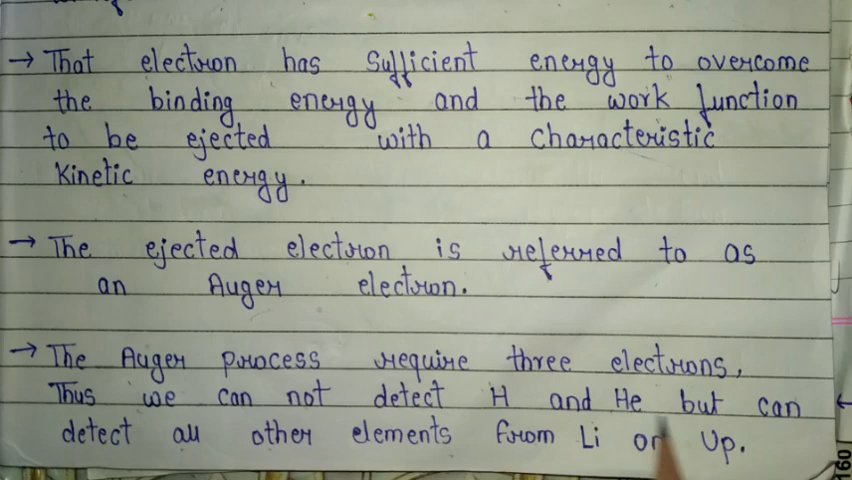 → That electron has sufficient energy to overcome
the binding energy and the work function
to be ejected with a characteristic
Kinetic energy.
→ The ejected electron is referred to as
an Auger electron.
→ The Auger process require three electrons,
Thus we can not detect H and He but can
detect all other elements from Li on Up.
160